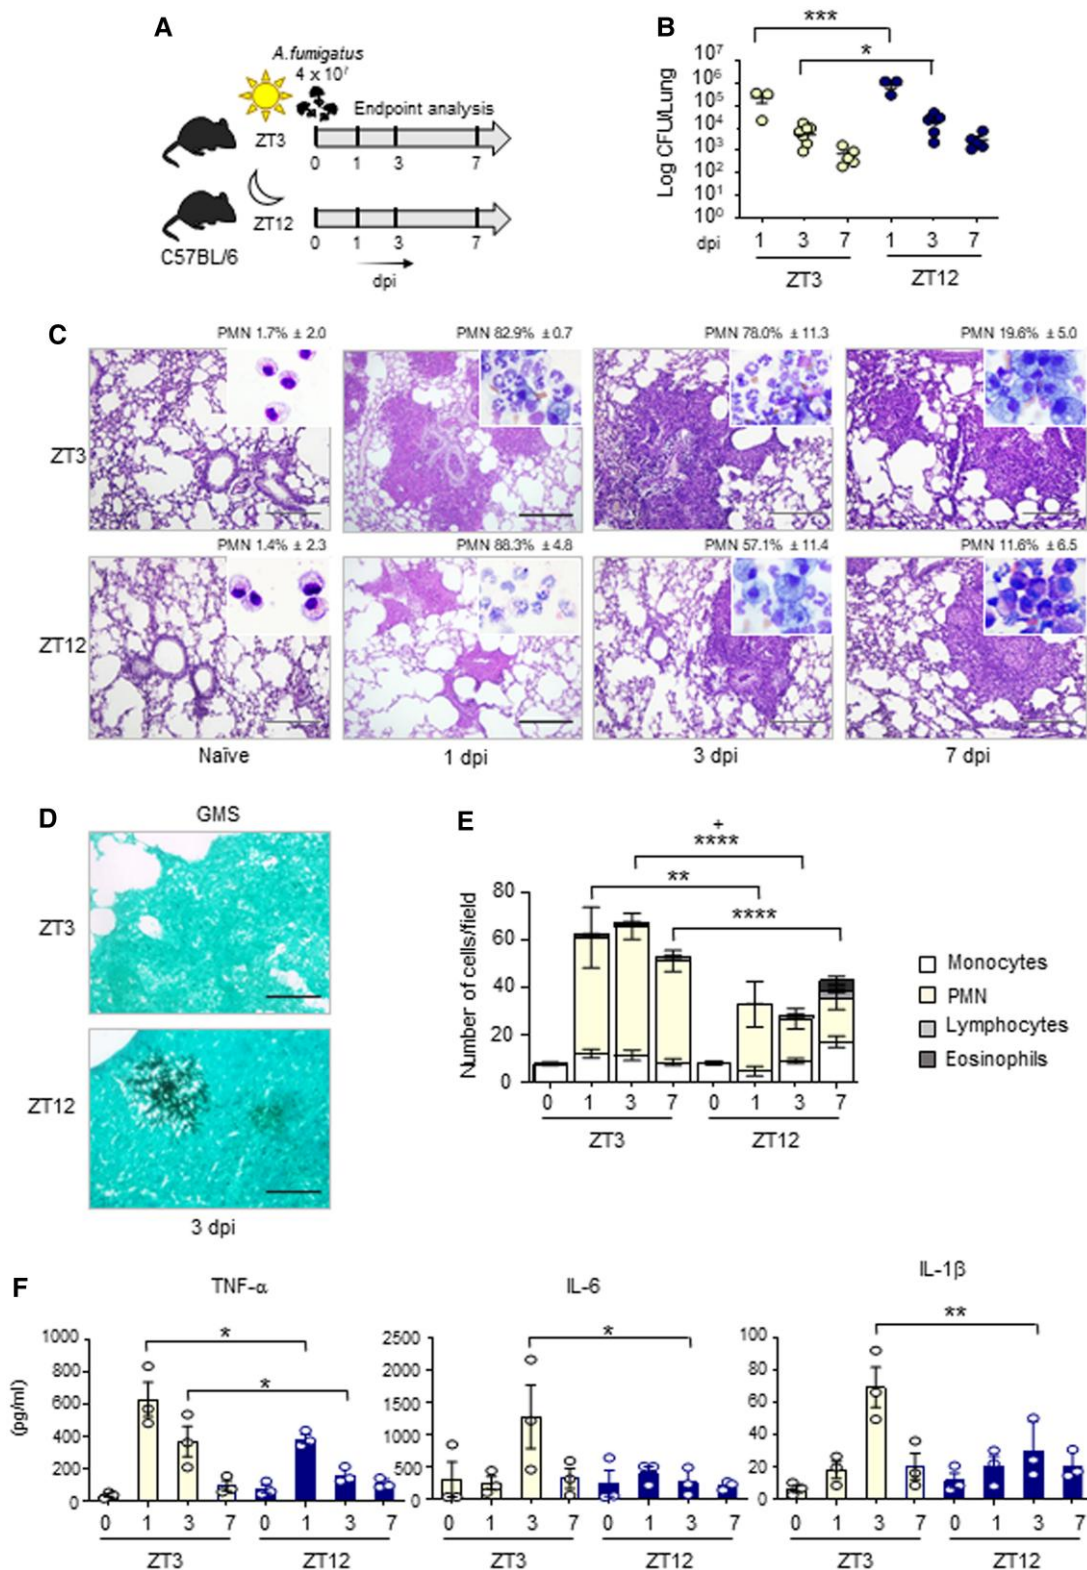 A
A.fumigatus
4 x 10⁷
Endpoint analysis
ZT3
0 1 3 7
ZT12
0 1 3 7
C57BL/6
dpi
B
***
*
Log CFU/Lung
10⁷
10⁶
10⁵
10⁴
10³
10²
10¹
10⁰
dpi 1 3 7 1 3 7
ZT3 ZT12
C
PMN 1.7% ± 2.0 PMN 82.9% ± 0.7 PMN 78.0% ± 11.3 PMN 19.6% ± 5.0
ZT3
PMN 1.4% ± 2.3 PMN 88.3% ± 4.8 PMN 57.1% ± 11.4 PMN 11.6% ± 6.5
ZT12
Naïve 1 dpi 3 dpi 7 dpi
D
GMS
ZT3
ZT12
3 dpi
E
+
****
**
****
Number of cells/field
80
60
40
20
0
0 1 3 7 0 1 3 7
ZT3 ZT12
Monocytes
PMN
Lymphocytes
Eosinophils
F
TNF-α
*
*
(pg/ml)
1000
800
600
400
200
0
0 1 3 7 0 1 3 7
ZT3 ZT12
IL-6
*
2500
2000
1500
1000
500
0
0 1 3 7 0 1 3 7
ZT3 ZT12
IL-1β
**
100
80
60
40
20
0
0 1 3 7 0 1 3 7
ZT3 ZT12